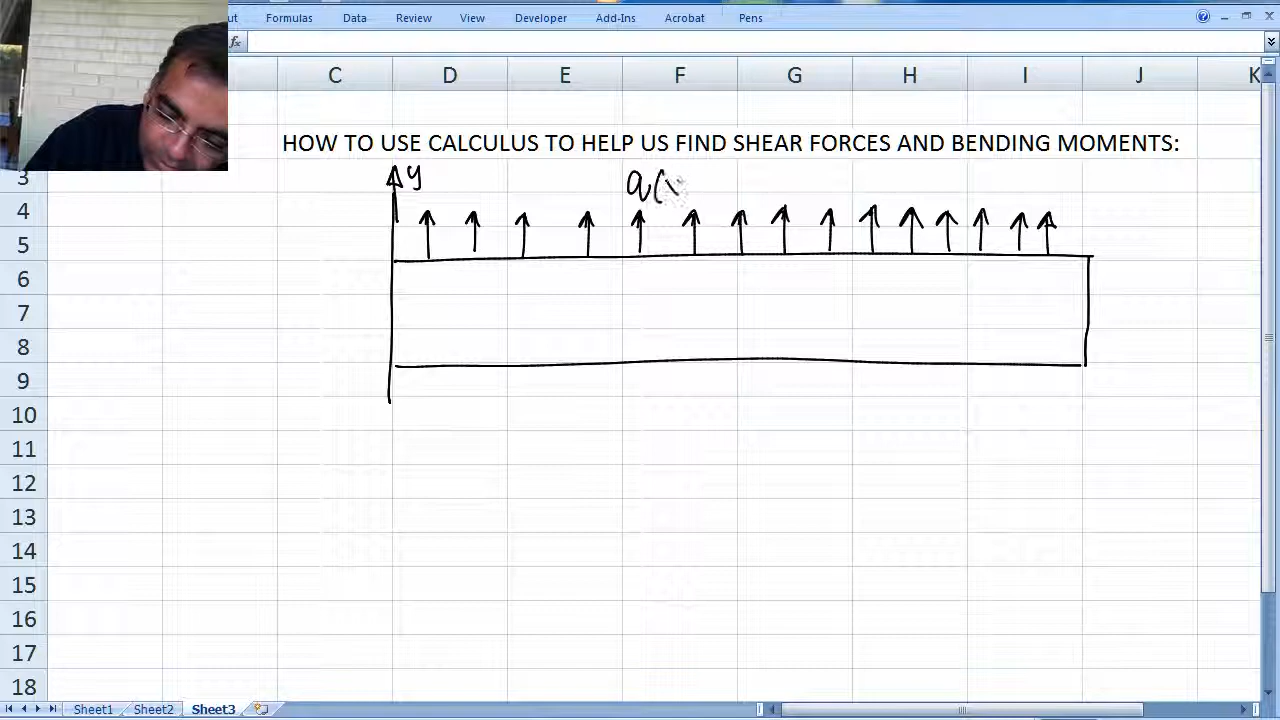 Formulas Data Review View Developer Add-Ins Acrobat Pens
fx
C D E F G H I J K
HOW TO USE CALCULUS TO HELP US FIND SHEAR FORCES AND BENDING MOMENTS:
y
q(
3
4
5
6
7
8
9
10
11
12
13
14
15
16
17
18
Sheet1 Sheet2 Sheet3